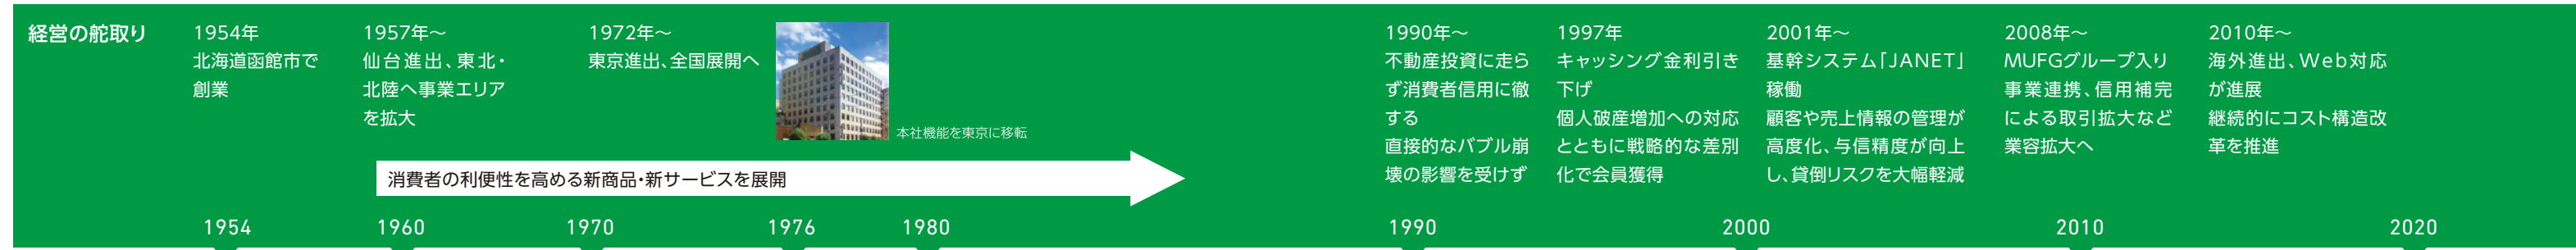 経営の舵取り
1954年
北海道函館市で
創業
1957年～
仙台進出、東北・
北陸へ事業エリア
を拡大
1972年～
東京進出、全国展開へ
本社機能を東京に移転
消費者の利便性を高める新商品・新サービスを展開
1990年～
不動産投資に走ら
ず消費者信用に徹
する
直接的なバブル崩
壊の影響を受けず
1997年
キャッシング金利引き
下げ
個人破産増加への対応
とともに戦略的な差別
化で会員獲得
2001年～
基幹システム「JANET」
稼働
顧客や売上情報の管理が
高度化、与信精度が向上
し、貸倒リスクを大幅軽減
2008年～
MUFGグループ入り
事業連携、信用補完
による取引拡大など
業容拡大へ
2010年～
海外進出、Web対応
が進展
継続的にコスト構造改
革を推進
1954
1960
1970
1976
1980
1990
2000
2010
2020